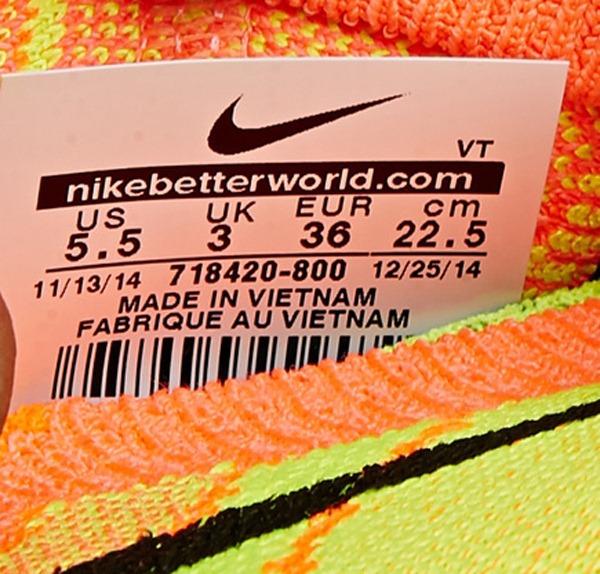 VT
nikebetterworld.com
US UK EUR cm
5.5 3 36 22.5
11/13/14 718420-800 12/25/14
MADE IN VIETNAM
FABRIQUE AU VIETNAM